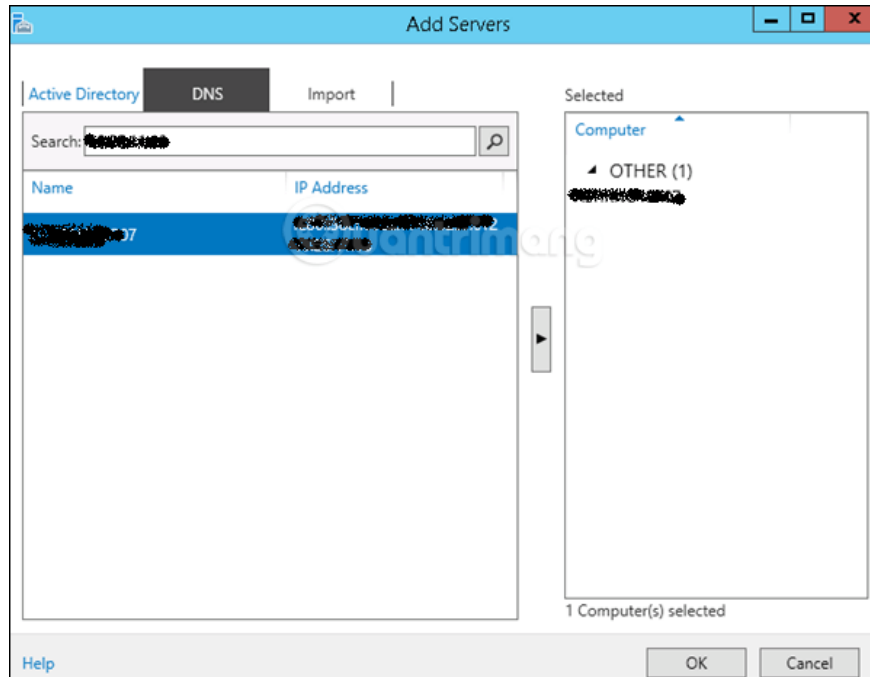 Add Servers
Active Directory DNS Import
Selected
Search:
Computer
OTHER (1)
Name IP Address
uantrimang
1 Computer(s) selected
Help OK Cancel